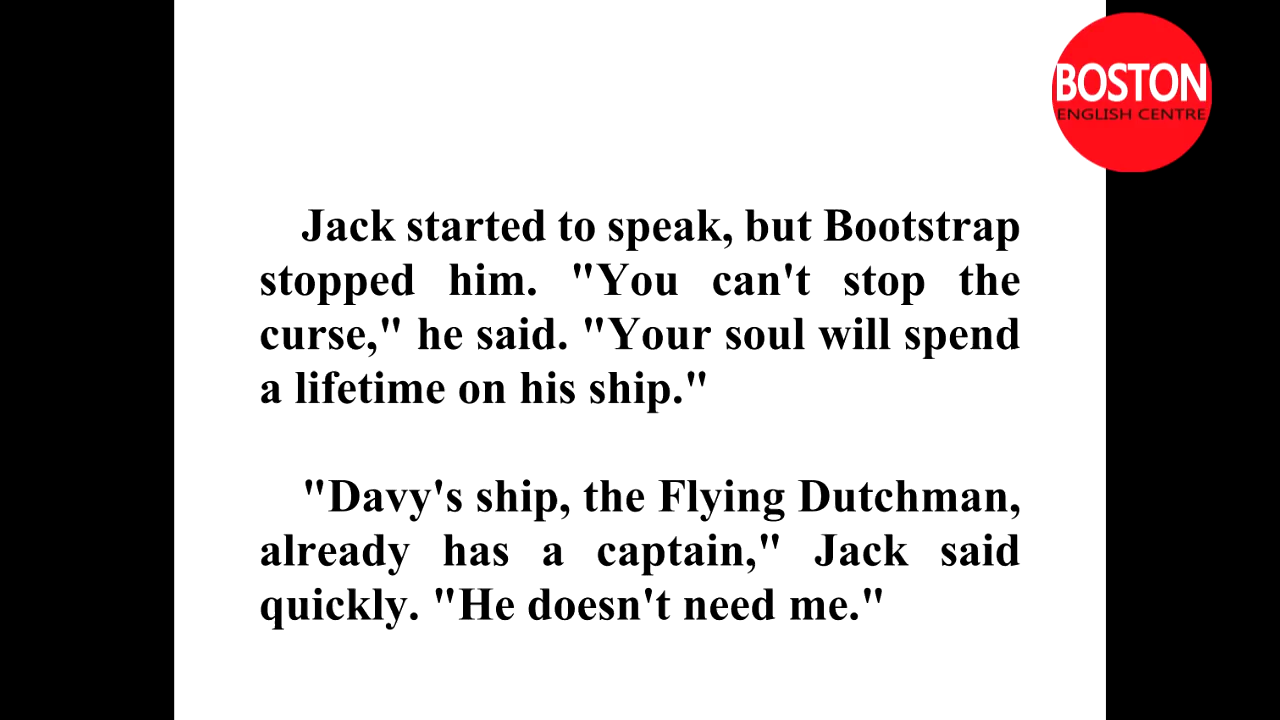 BOSTON
ENGLISH CENTRE
Jack started to speak, but Bootstrap
stopped him. "You can't stop the
curse," he said. "Your soul will spend
a lifetime on his ship."
"Davy's ship, the Flying Dutchman,
already has a captain," Jack said
quickly. "He doesn't need me."